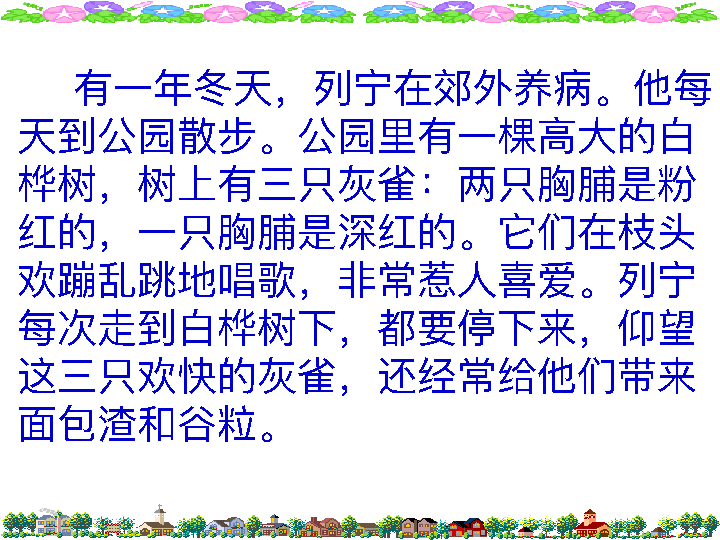 有一年冬天，列宁在郊外养病。他每
天到公园散步。公园里有一棵高大的白
桦树，树上有三只灰雀：两只胸脯是粉
红的，一只胸脯是深红的。它们在枝头
欢蹦乱跳地唱歌，非常惹人喜爱。列宁
每次走到白桦树下，都要停下来，仰望
这三只欢快的灰雀，还经常给他们带来
面包渣和谷粒。